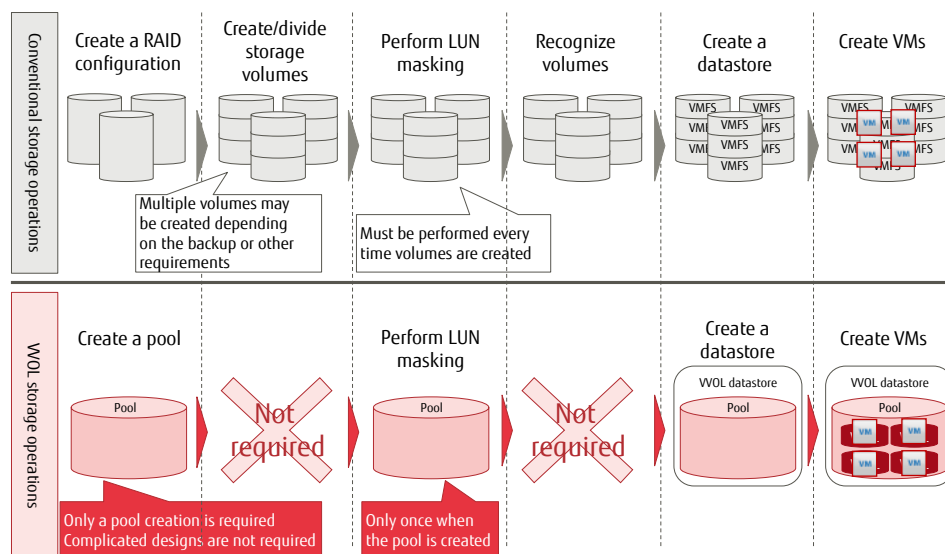 Conventional storage operations
Create a RAID
configuration
Create/divide
storage
volumes
Perform LUN
masking
Recognize
volumes
Create a
datastore
Create VMs
VMFS
VMFS
VMFS
VMFS
VMFS
VMFS
VMFS
VMFS
VMFS
VMFS
VMFS
VMFS
VM
VM
VM
VM
Multiple volumes may
be created depending
on the backup or other
requirements
Must be performed every
time volumes are created
VVOL storage operations
Create a pool
Pool
Not
required
Perform LUN
masking
Pool
Not
required
Create a
datastore
VVOL datastore
Pool
Create VMs
VVOL datastore
Pool
VM
VM
VM
VM
Only a pool creation is required
Complicated designs are not required
Only once when
the pool is created